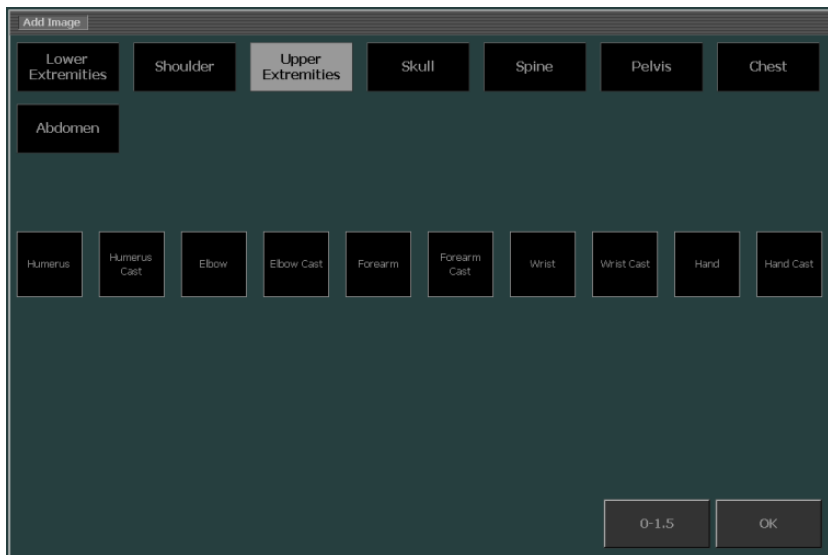 Add Image
Lower
Extremities
Shoulder
Upper
Extremities
Skull
Spine
Pelvis
Chest
Abdomen
Humerus
Humerus
Cast
Elbow
Elbow Cast
Forearm
Forearm
Cast
Wrist
Wrist Cast
Hand
Hand Cast
0-1.5
OK